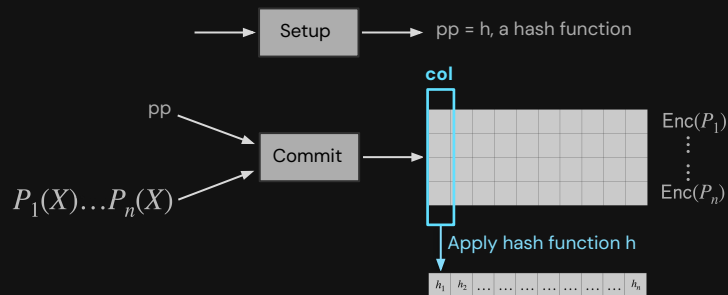 Setup
pp = h, a hash function
col
pp
Commit
Enc(P₁)
⋮
⋮
Enc(Pₙ)
P₁(X)…Pₙ(X)
Apply hash function h
h₁ h₂ … … … … … … hₙ